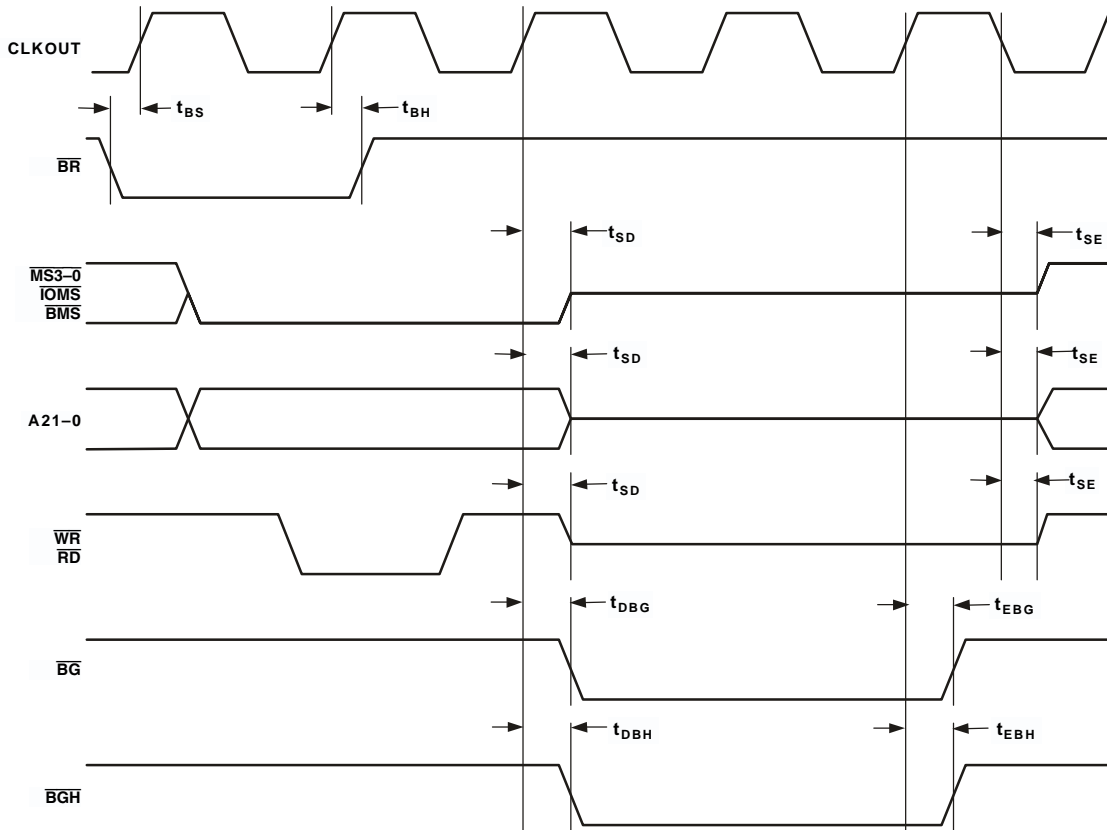 CLKOUT
tBS
tBH
BR
tSD
tSE
MS3–0
IOMS
BMS
tSD
tSE
A21–0
tSD
tSE
WR
RD
tDBG
tEBG
BG
tDBH
tEBH
BGH